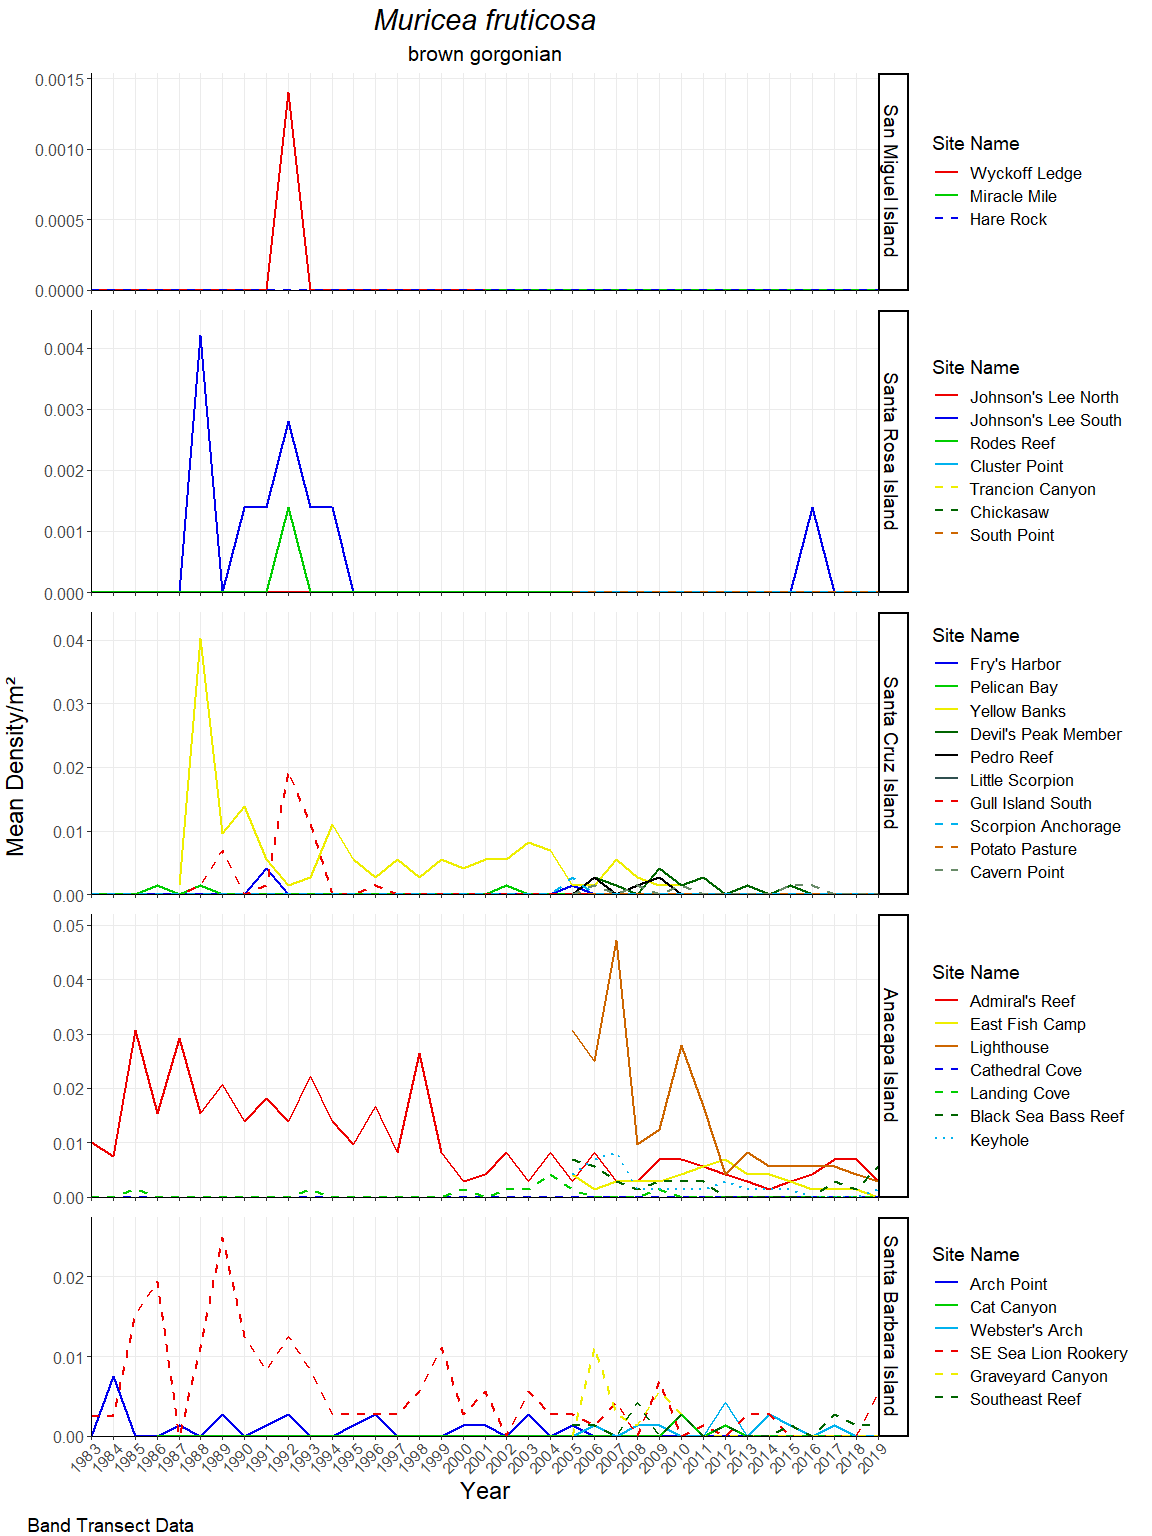 Muricea fruticosa
brown gorgonian
Mean Density/m²
0.0015
0.0010
0.0005
0.0000
San Miguel Island
Site Name
Wyckoff Ledge
Miracle Mile
Hare Rock
0.004
0.003
0.002
0.001
0.000
Santa Rosa Island
Site Name
Johnson's Lee North
Johnson's Lee South
Rodes Reef
Cluster Point
Trancion Canyon
Chickasaw
South Point
0.04
0.03
0.02
0.01
0.00
Santa Cruz Island
Site Name
Fry's Harbor
Pelican Bay
Yellow Banks
Devil's Peak Member
Pedro Reef
Little Scorpion
Gull Island South
Scorpion Anchorage
Potato Pasture
Cavern Point
0.05
0.04
0.03
0.02
0.01
0.00
Anacapa Island
Site Name
Admiral's Reef
East Fish Camp
Lighthouse
Cathedral Cove
Landing Cove
Black Sea Bass Reef
Keyhole
0.02
0.01
0.00
Santa Barbara Island
Site Name
Arch Point
Cat Canyon
Webster's Arch
SE Sea Lion Rookery
Graveyard Canyon
Southeast Reef
1983 1984 1985 1986 1987 1988 1989 1990 1991 1992 1993 1994 1995 1996 1997 1998 1999 2000 2001 2002 2003 2004 2005 2006 2007 2008 2009 2010 2011 2012 2013 2014 2015 2016 2017 2018 2019
Year
Band Transect Data